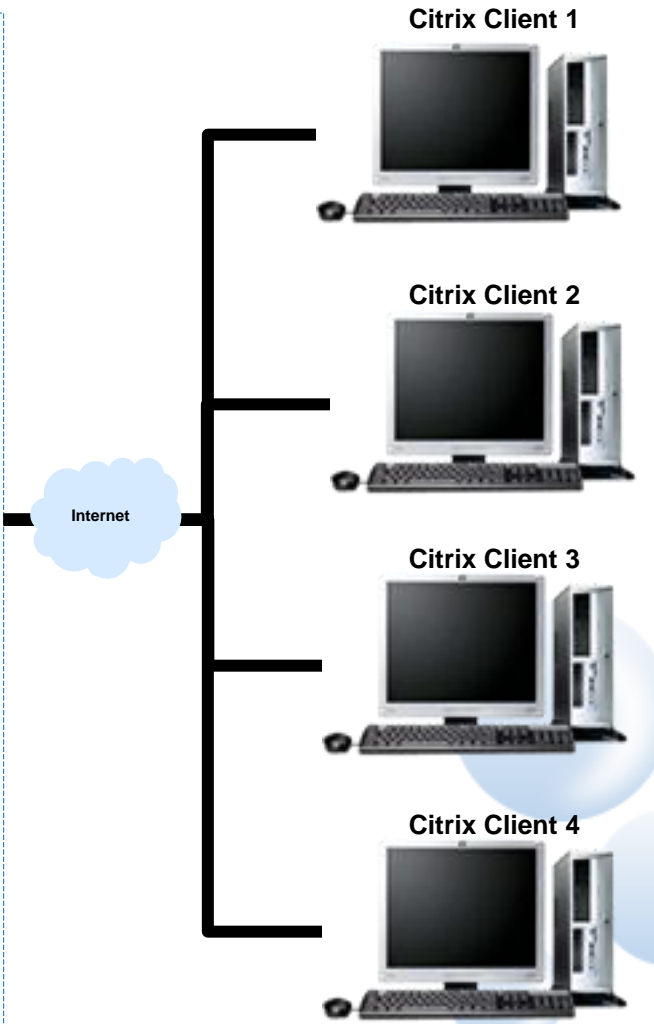 Citrix Client 1
Citrix Client 2
Internet
Citrix Client 3
Citrix Client 4